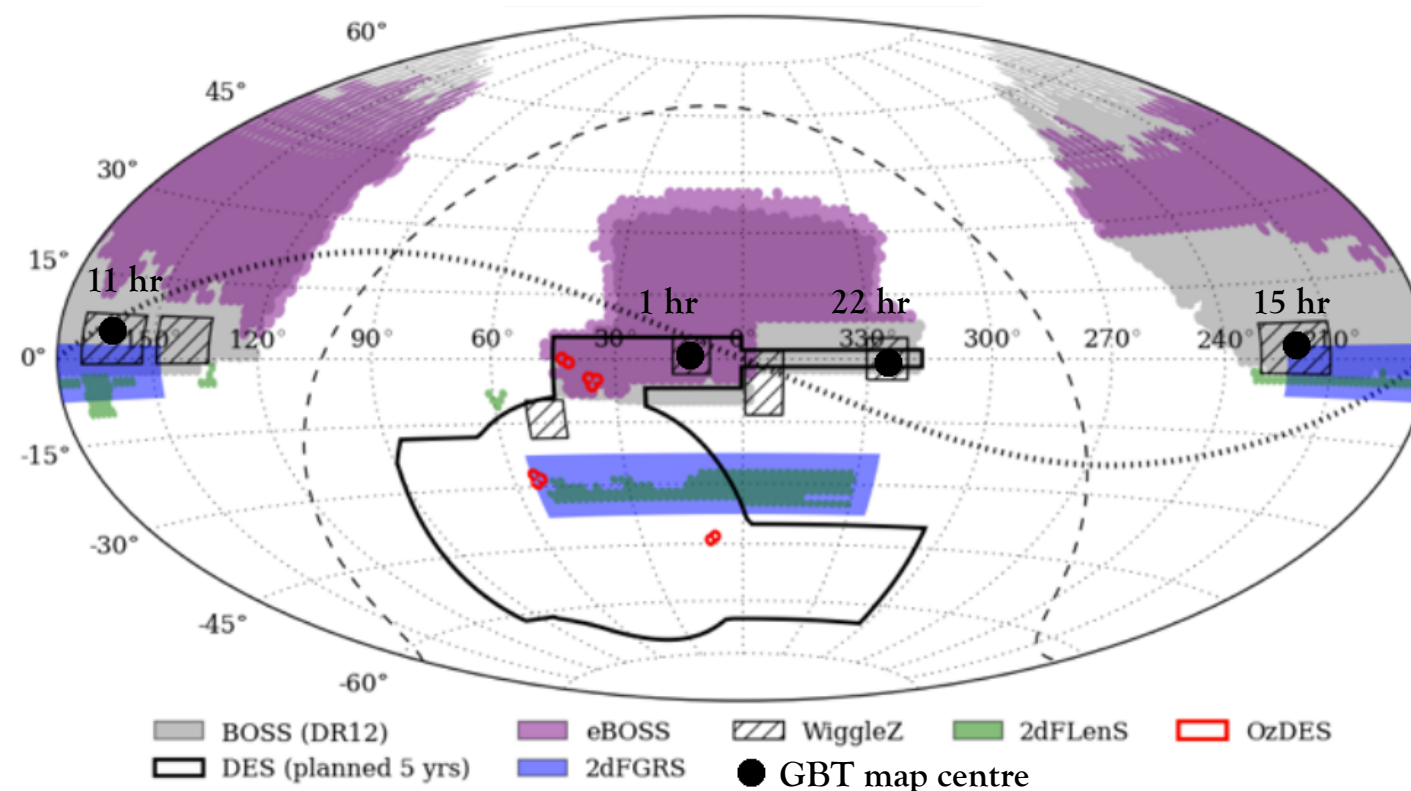 60°
45°
30°
15°
0°
-15°
-30°
-45°
-60°
11 hr
1 hr
22 hr
15 hr
150° 120° 90° 60° 30° 0° 330° 300° 270° 240° 210°
BOSS (DR12) eBOSS WiggleZ 2dFLenS OzDES
DES (planned 5 yrs) 2dFGRS GBT map centre